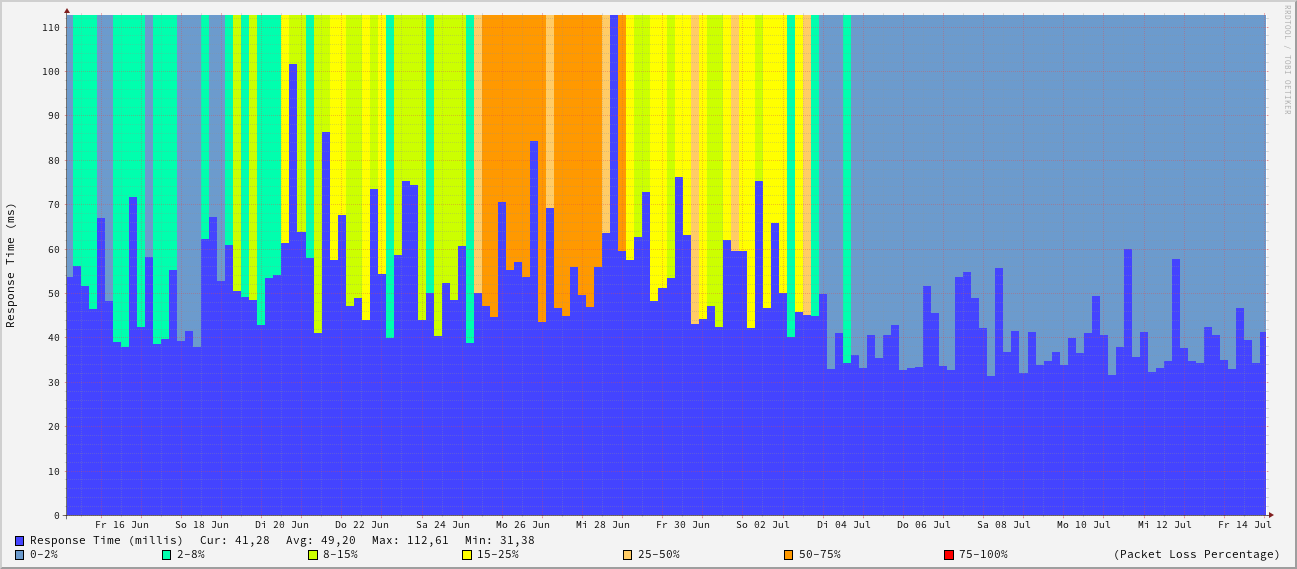 RRDTOOL / TOBI OETIKER
Response Time (ms)
110
100
90
80
70
60
50
40
30
20
10
0
Fr 16 Jun So 18 Jun Di 20 Jun Do 22 Jun Sa 24 Jun Mo 26 Jun Mi 28 Jun Fr 30 Jun So 02 Jul Di 04 Jul Do 06 Jul Sa 08 Jul Mo 10 Jul Mi 12 Jul Fr 14 Jul
Response Time (millis) Cur: 41,28 Avg: 49,20 Max: 112,61 Min: 31,38
0-2% 2-8% 8-15% 15-25% 25-50% 50-75% 75-100% (Packet Loss Percentage)